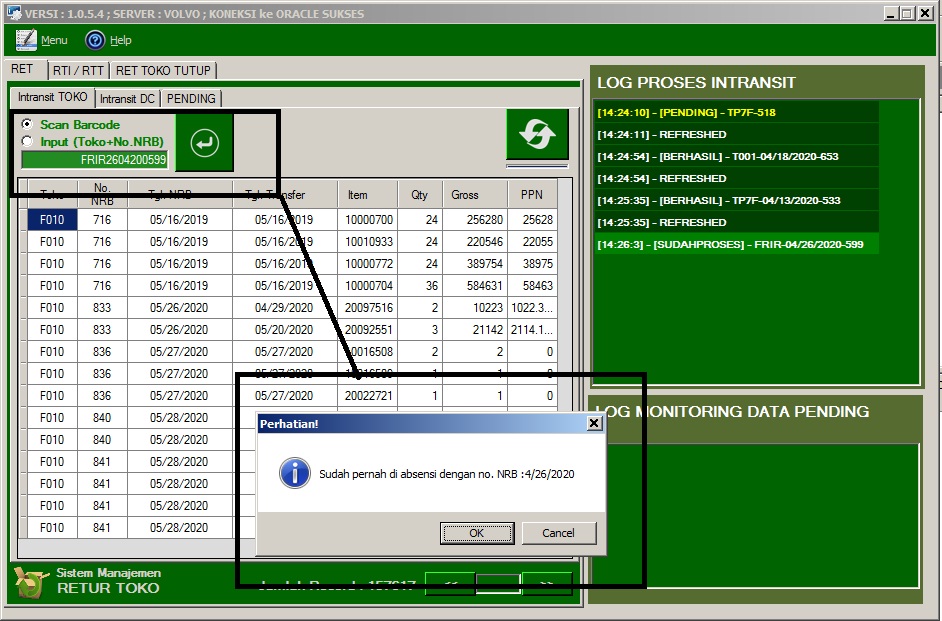 VERSI : 1.0.5.4 ; SERVER : VOLVO ; KONEKSI ke ORACLE SUKSES
Menu Help
RET RTI / RTT RET TOKO TUTUP
Intransit TOKO Intransit DC PENDING
Scan Barcode
Input (Toko+No.NRB)
FRIR2604200599
Toko No. NRB Tgl. NRB Tgl. Transfer Item Qty Gross PPN
F010 716 05/16/2019 05/16/2019 10000700 24 256280 25628
F010 716 05/16/2019 05/16/2019 10010933 24 220546 22055
F010 716 05/16/2019 05/16/2019 10000772 24 389754 38975
F010 716 05/16/2019 05/16/2019 10000704 36 584631 58463
F010 833 05/26/2020 04/29/2020 20097516 2 10223 1022.3...
F010 833 05/26/2020 05/20/2020 20092551 3 21142 2114.1...
F010 836 05/27/2020 05/27/2020 10016508 2 2 0
F010 836 05/27/2020 05/27/2020 1 1 0
F010 836 05/27/2020 05/27/2020 20022721 1 1 0
F010 840 05/28/2020
F010 840 05/28/2020
F010 841 05/28/2020
F010 841 05/28/2020
F010 841 05/28/2020
F010 841 05/28/2020
Perhatian!
Sudah pernah di absensi dengan no. NRB :4/26/2020
OK Cancel
Sistem Manajemen
RETUR TOKO
<< >>
LOG PROSES INTRANSIT
[14:24:10] - [PENDING] - TP7F-518
[14:24:11] - REFRESHED
[14:24:54] - [BERHASIL] - T001-04/18/2020-653
[14:24:54] - REFRESHED
[14:25:35] - [BERHASIL] - TP7F-04/13/2020-533
[14:25:35] - REFRESHED
[14:26:3] - [SUDAHPROSES] - FRIR-04/26/2020-599
LOG MONITORING DATA PENDING